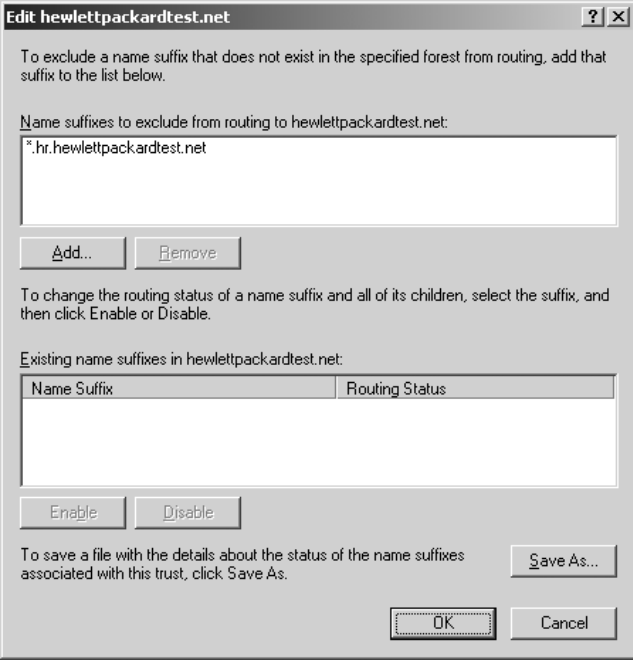 Edit hewlettpackardtest.net
To exclude a name suffix that does not exist in the specified forest from routing, add that
suffix to the list below.
Name suffixes to exclude from routing to hewlettpackardtest.net:
*.hr.hewlettpackardtest.net
Add... Remove
To change the routing status of a name suffix and all of its children, select the suffix, and
then click Enable or Disable.
Existing name suffixes in hewlettpackardtest.net:
Name Suffix Routing Status
Enable Disable
To save a file with the details about the status of the name suffixes
associated with this trust, click Save As.
Save As...
OK Cancel